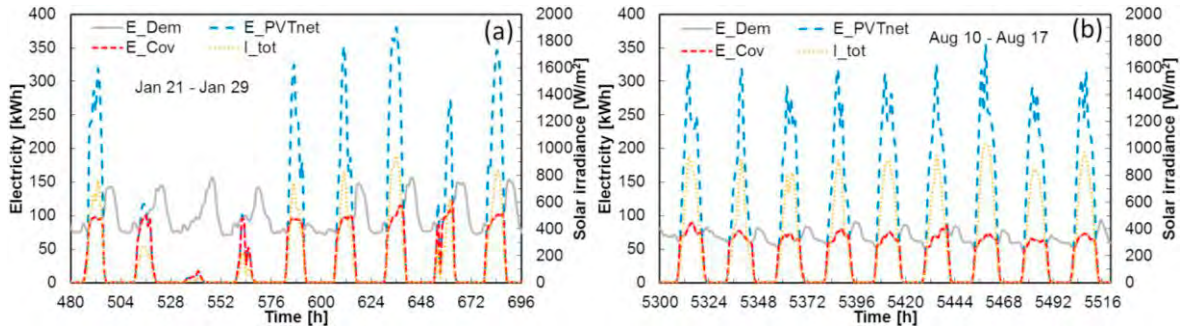 400
350
300
250
200
150
100
50
0
Electricity [kWh]
E_Dem
E_PVTnet
E_Cov
I_tot
(a)
Jan 21 - Jan 29
2000
1800
1600
1400
1200
1000
800
600
400
200
0
Solar irradiance [W/m²]
480 504 528 552 576 600 624 648 672 696
Time [h]
400
350
300
250
200
150
100
50
0
Electricity [kWh]
E_Dem
E_PVTnet
E_Cov
I_tot
(b)
Aug 10 - Aug 17
2000
1800
1600
1400
1200
1000
800
600
400
200
0
Solar irradiance [W/m²]
5300 5324 5348 5372 5396 5420 5444 5468 5492 5516
Time [h]